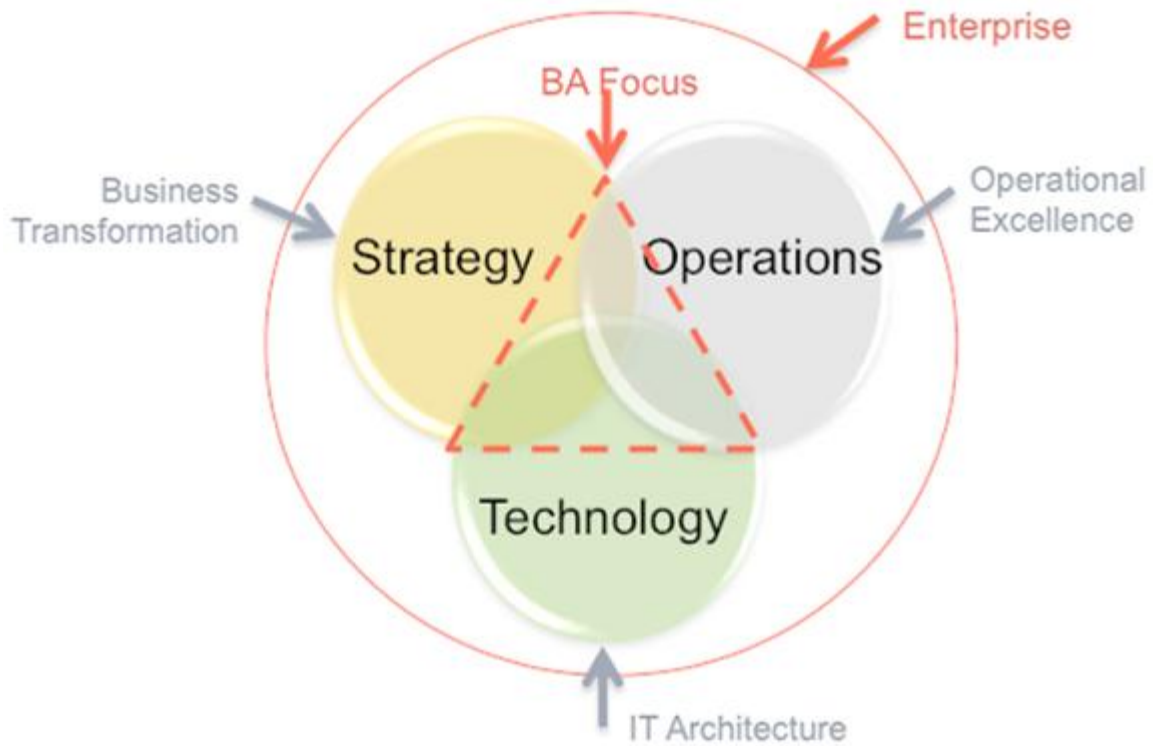 Enterprise
BA Focus
Business
Transformation
Operational
Excellence
Strategy
Operations
Technology
IT Architecture